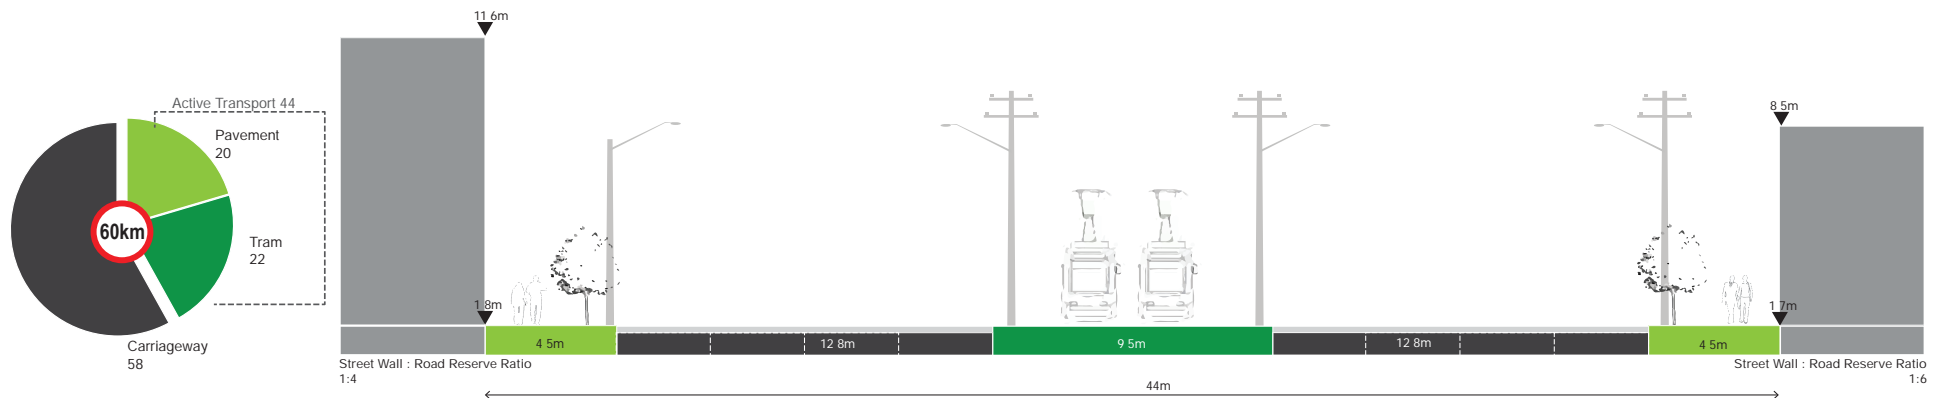 Active Transport 44
Pavement
20
Tram
22
Carriageway
58
60km
11 6m
1 8m
4 5m
12 8m
9 5m
12 8m
4 5m
8 5m
1 7m
Street Wall : Road Reserve Ratio
1:4
Street Wall : Road Reserve Ratio
1:6
44m